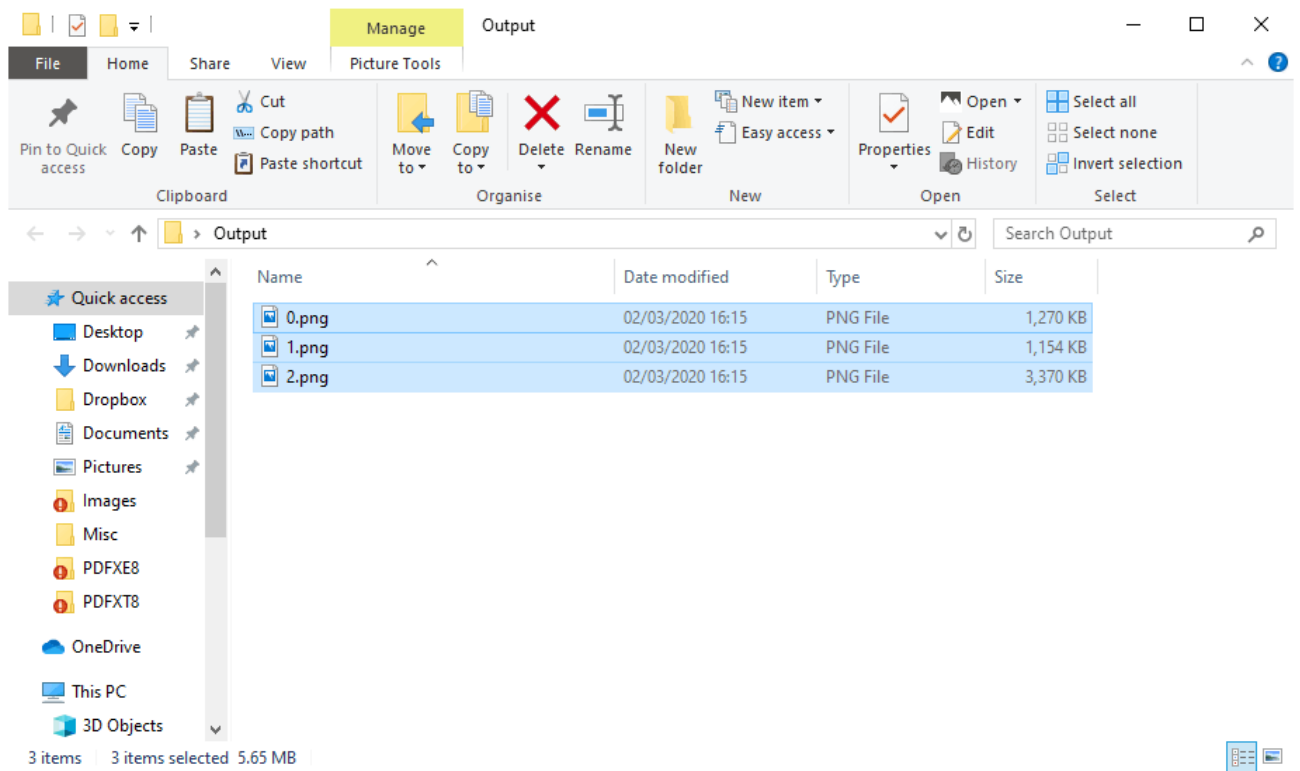 Manage
Output
File
Home
Share
View
Picture Tools
?
Pin to Quick access
Copy
Paste
Cut
Copy path
Paste shortcut
Clipboard
Move to
Copy to
Delete
Rename
Organise
New folder
New item
Easy access
New
Properties
Open
Edit
History
Open
Select all
Select none
Invert selection
Select
Output
Search Output
Name
Date modified
Type
Size
0.png 02/03/2020 16:15 PNG File 1,270 KB
1.png 02/03/2020 16:15 PNG File 1,154 KB
2.png 02/03/2020 16:15 PNG File 3,370 KB
Quick access
Desktop
Downloads
Dropbox
Documents
Pictures
Images
Misc
PDFXE8
PDFXT8
OneDrive
This PC
3D Objects
3 items 3 items selected 5.65 MB